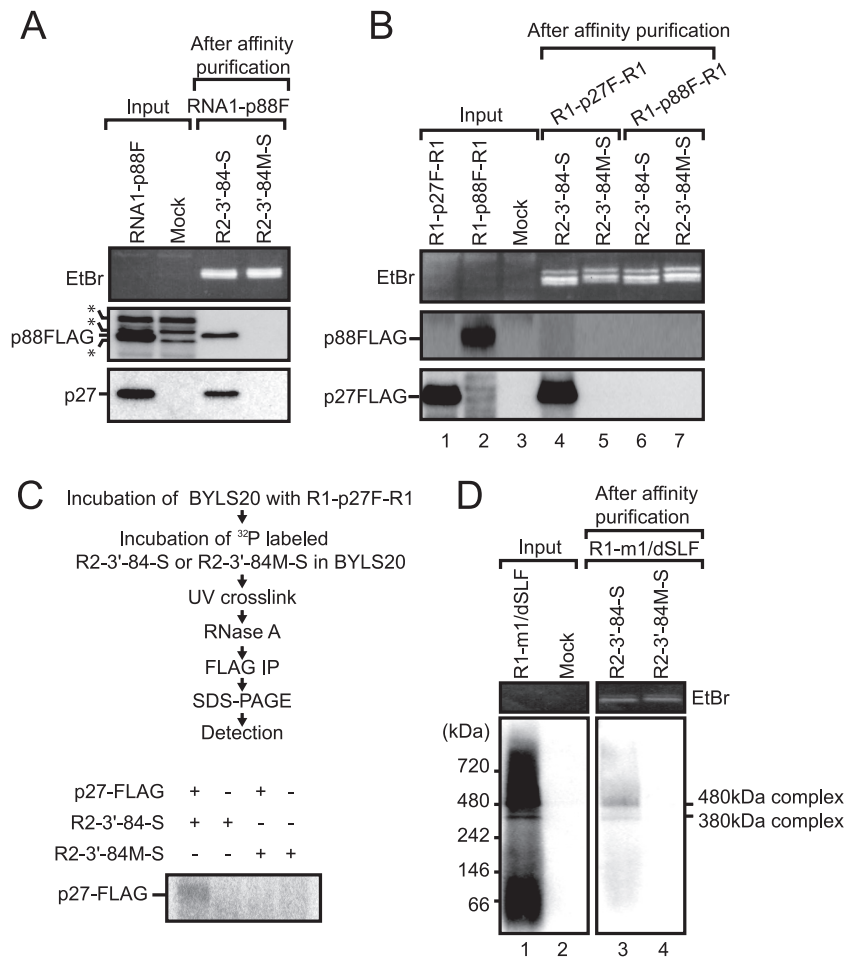 A
After affinity
purification
Input
RNA1-p88F
RNA1-p88F
Mock
R2-3'-84-S
R2-3'-84M-S
EtBr
*
*
p88FLAG
*
p27
B
After affinity purification
R1-p27F-R1
R1-p88F-R1
Input
R1-p27F-R1
R1-p88F-R1
Mock
R2-3'-84-S
R2-3'-84M-S
R2-3'-84-S
R2-3'-84M-S
EtBr
p88FLAG
p27FLAG
1 2 3 4 5 6 7
C
Incubation of BYLS20 with R1-p27F-R1
Incubation of ³²P labeled
R2-3'-84-S or R2-3'-84M-S in BYLS20
UV crosslink
RNase A
FLAG IP
SDS-PAGE
Detection
p27-FLAG + - + -
R2-3'-84-S + + - -
R2-3'-84M-S - - + +
p27-FLAG
D
After affinity
purification
Input
R1-m1/dSLF
R1-m1/dSLF
Mock
R2-3'-84-S
R2-3'-84M-S
EtBr
(kDa)
720
480
242
146
66
480kDa complex
380kDa complex
1 2 3 4